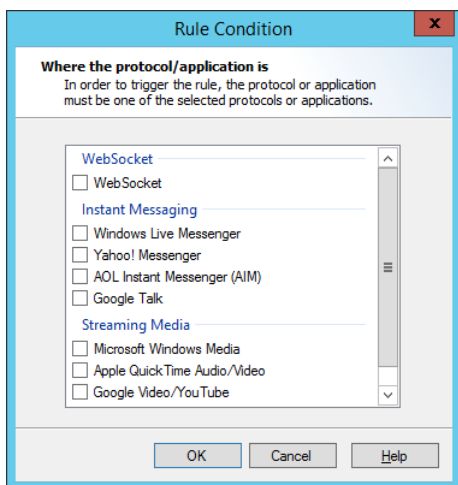 Rule Condition
x
Where the protocol/application is
In order to trigger the rule, the protocol or application
must be one of the selected protocols or applications.
WebSocket
WebSocket
Instant Messaging
Windows Live Messenger
Yahoo! Messenger
AOL Instant Messenger (AIM)
Google Talk
Streaming Media
Microsoft Windows Media
Apple QuickTime Audio/Video
Google Video/YouTube
OK Cancel Help